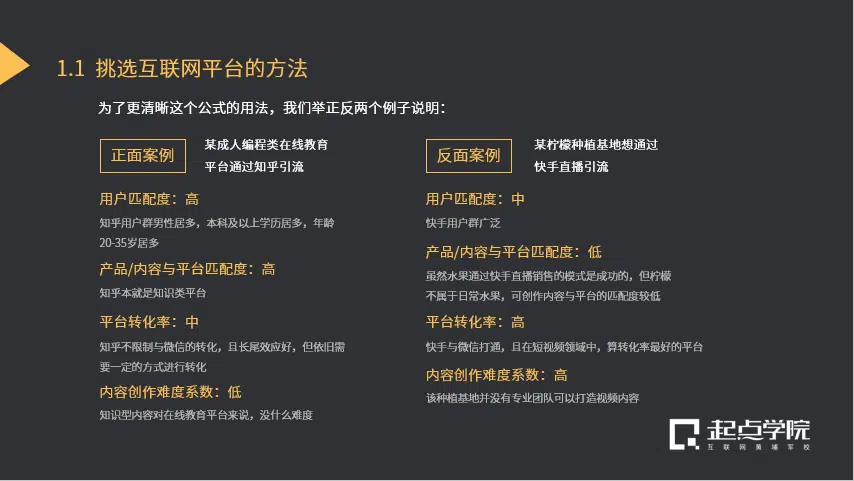 1.1 挑选互联网平台的方法
为了更清晰这个公式的用法，我们举正反两个例子说明：
正面案例
某成人编程类在线教育
平台通过知乎引流
用户匹配度：高
知乎用户群男性居多，本科及以上学历居多，年龄
20-35岁居多
产品/内容与平台匹配度：高
知乎本就是知识类平台
平台转化率：中
知乎不限制与微信的转化，且长尾效应好，但依旧需
要一定的方式进行转化
内容创作难度系数：低
知识型内容对在线教育平台来说，没什么难度
反面案例
某柠檬种植基地想通过
快手直播引流
用户匹配度：中
快手用户群广泛
产品/内容与平台匹配度：低
虽然水果通过快手直播销售的模式是成功的，但柠檬
不属于日常水果，可创作内容与平台的匹配度较低
平台转化率：高
快手与微信打通，且在短视频领域中，算转化率最好的平台
内容创作难度系数：高
该种植基地并没有专业团队可以打造视频内容
起点学院
互联网黄埔军校